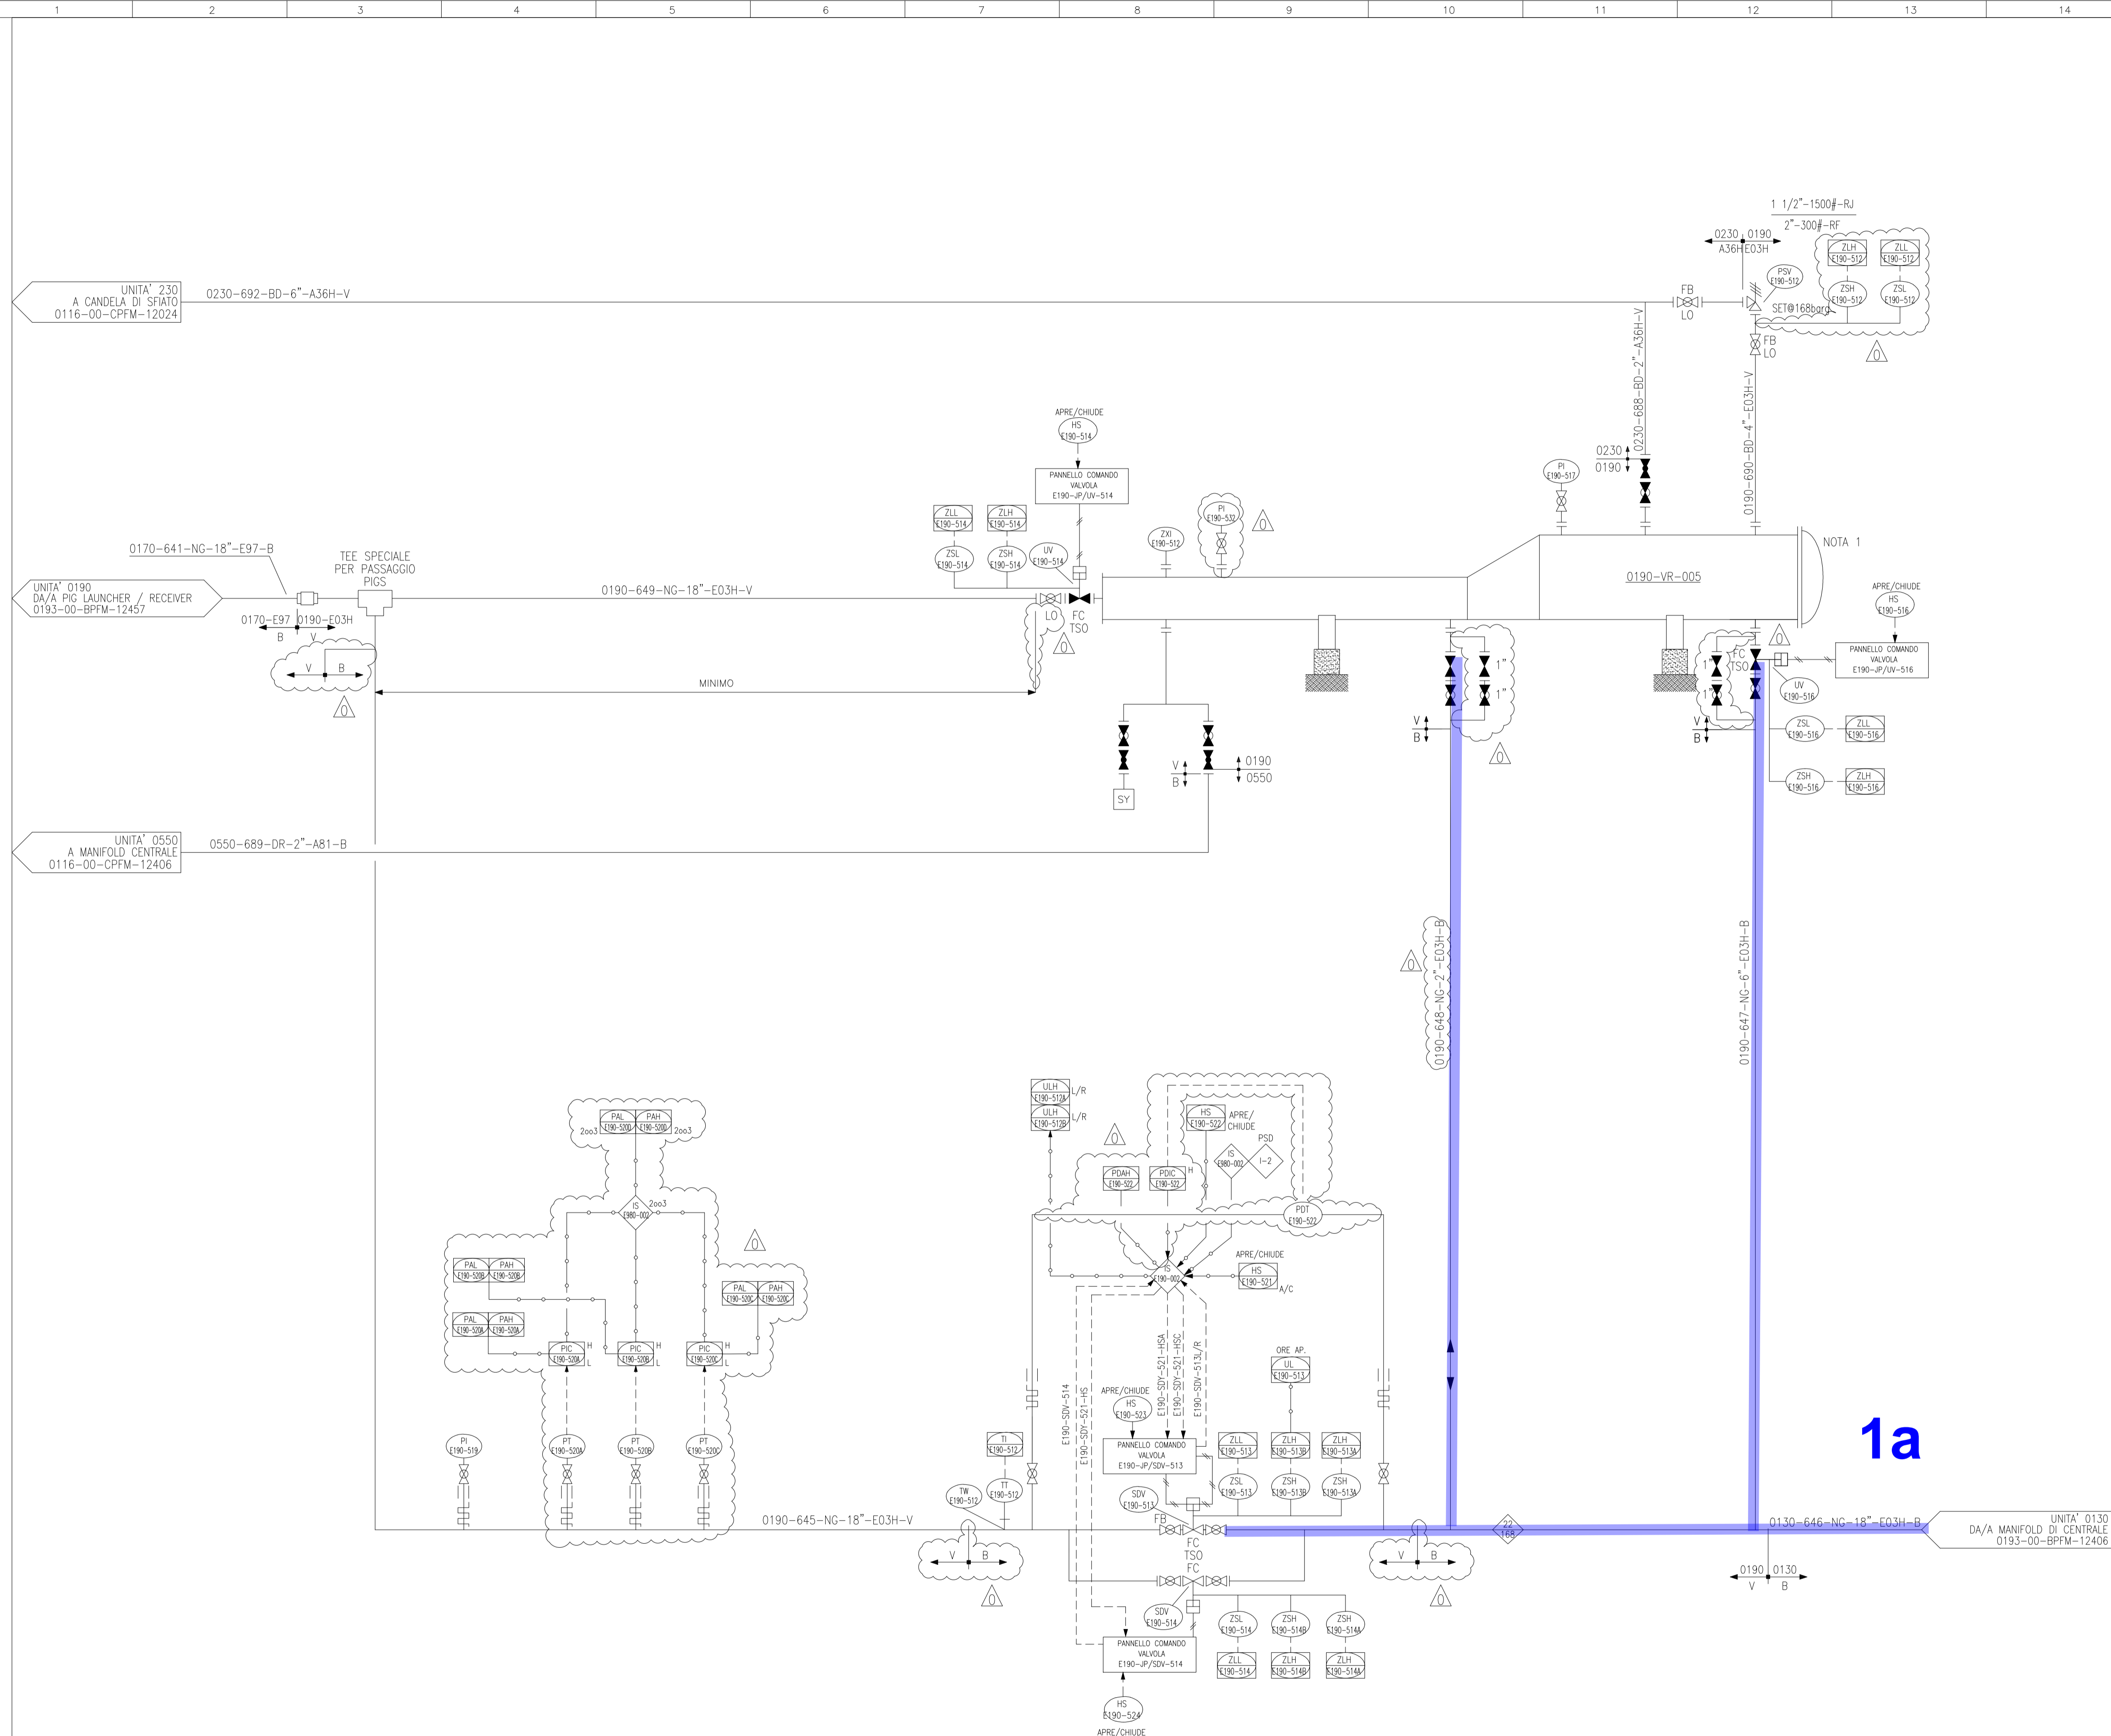 1 2 3 4 5 6 7 8 9 10 11 12 13 14
1 1/2"-1500#-RJ
2"-300#-RF
0230 0190
A36H E03H
PSV
E190-512
ZLH
E190-512
ZLL
E190-512
ZSH
E190-512
ZSL
E190-512
SET@168barg
FB
LO
FB
LO
0
UNITA' 230
A CANDELA DI SFIATO
0116-00-CPFM-12024
0230-692-BD-6"-A36H-V
0230-688-BD-2"-A36H-V
0190-690-BD-4"-E03H-V
0230
0190
APRE/CHIUDE
HS
E190-514
PANNELLO COMANDO
VALVOLA
E190-JP/UV-514
ZLL
E190-514
ZLH
E190-514
ZSL
E190-514
ZSH
E190-514
UV
E190-514
ZXI
E190-512
PI
E190-532
0
PI
E190-517
NOTA 1
0190-VR-005
0170-641-NG-18"-E97-B
TEE SPECIALE
PER PASSAGGIO
PIGS
UNITA' 0190
DA/A PIG LAUNCHER / RECEIVER
0193-00-BPFM-12457
0190-649-NG-18"-E03H-V
0170-E97 0190-E03H
B V
V B
0
LO
FC
TSO
0
MINIMO
APRE/CHIUDE
HS
E190-516
PANNELLO COMANDO
VALVOLA
E190-JP/UV-516
UV
E190-516
FC
TSO
0
1"
1"
1"
1"
V
B
0
V
B
ZSL
E190-516
ZLL
E190-516
ZSH
E190-516
ZLH
E190-516
V
B
0190
0550
SY
UNITA' 0550
A MANIFOLD CENTRALE
0116-00-CPFM-12406
0550-689-DR-2"-A81-B
0190-648-NG-2"-E03H-B
0
0190-647-NG-6"-E03H-B
ULH
E190-512A
L/R
ULH
E190-512B
L/R
PAL
E190-520D
PAH
E190-520D
2oo3
2oo3
IS
E980-002
2oo3
0
PAL
E190-520B
PAH
E190-520B
PAL
E190-520C
PAH
E190-520C
PAL
E190-520A
PAH
E190-520A
PIC
E190-520A
H
L
PIC
E190-520B
H
L
PIC
E190-520C
H
L
PI
E190-519
PT
E190-520A
PT
E190-520B
PT
E190-520C
0
HS
E190-522
APRE/
CHIUDE
PSD
IS
E980-002
I-2
PDAH
E190-522
PDIC
E190-522
H
PDT
E190-522
IS
E190-002
APRE/CHIUDE
HS
E190-521
A/C
E190-SDV-514
E190-SDY-521-HS
E190-SDY-521-HSA
E190-SDY-521-HSC
E190-SDV-513L/R
ORE AP.
UL
E190-513
APRE/CHIUDE
HS
E190-523
PANNELLO COMANDO
VALVOLA
E190-JP/SDV-513
TI
E190-512
TT
E190-512
TW
E190-512
ZLL
E190-513
ZLH
E190-513B
ZLH
E190-513A
ZSL
E190-513
ZSH
E190-513B
ZSH
E190-513A
SDV
E190-513
FB
FC
TSO
FC
1a
0190-645-NG-18"-E03H-V
22
168
0130-646-NG-18"-E03H-B
UNITA' 0130
DA/A MANIFOLD DI CENTRALE
0193-00-BPFM-12406
V B
0
V B
0
0190 0130
V B
SDV
E190-514
ZSL
E190-514
ZSH
E190-514B
ZSH
E190-514A
PANNELLO COMANDO
VALVOLA
E190-JP/SDV-514
ZLL
E190-514
ZLH
E190-514B
ZLH
E190-514A
HS
E190-524
APRE/CHIUDE